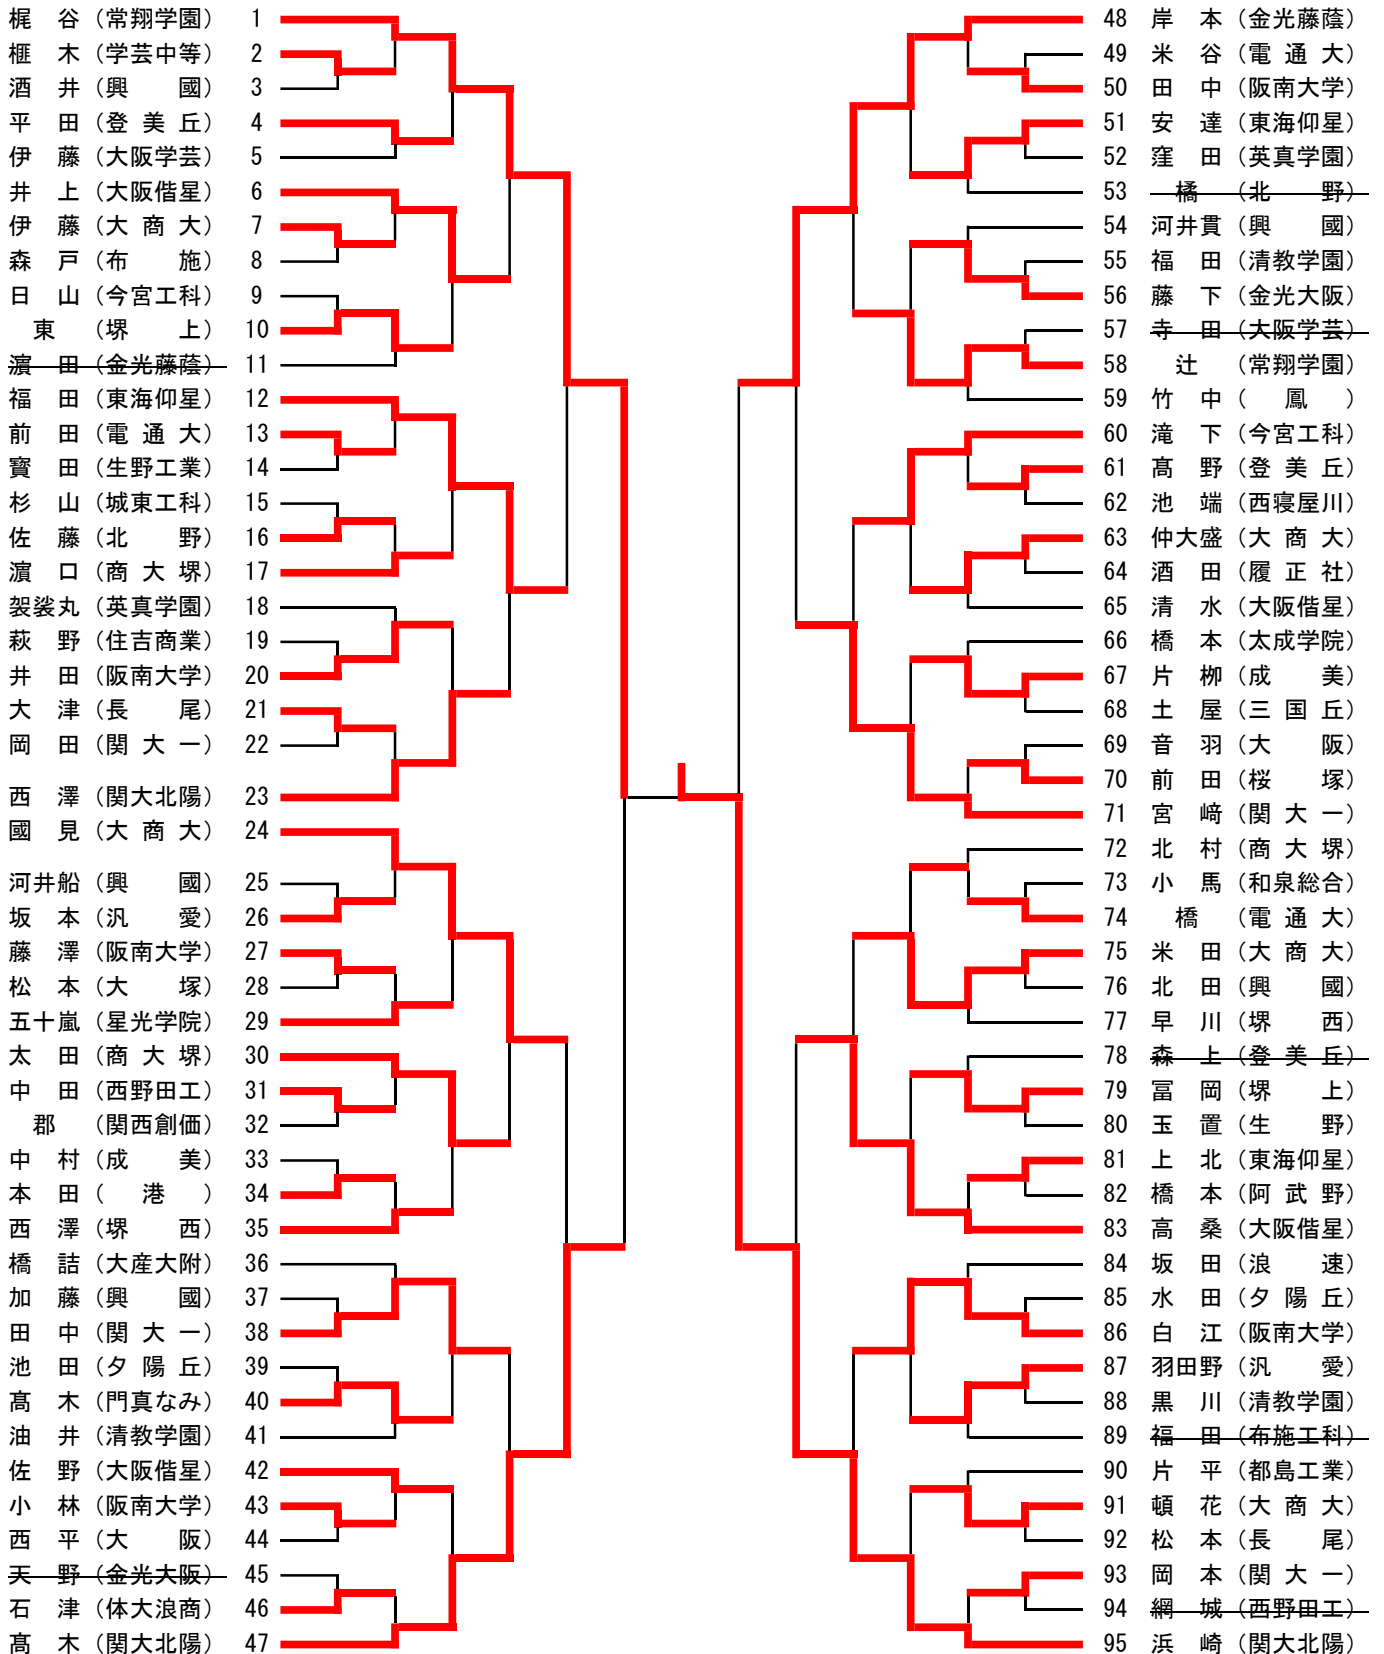 梶　谷（常翔学園）　1
榧　木（学芸中等）　2
酒　井（興　　國）　3
平　田（登 美 丘）　4
伊　藤（大阪学芸）　5
井　上（大阪偕星）　6
伊　藤（大 商 大）　7
森　戸（布　　施）　8
日　山（今宮工科）　9
東　（堺　　上）　10
濵　田（金光藤蔭）　11
福　田（東海仰星）　12
前　田（電 通 大）　13
寳　田（生野工業）　14
杉　山（城東工科）　15
佐　藤（北　　野）　16
濵　口（商 大 堺）　17
袈裟丸（英真学園）　18
萩　野（住吉商業）　19
井　田（阪南大学）　20
大　津（長　　尾）　21
岡　田（関 大 一）　22
西　澤（関大北陽）　23
國　見（大 商 大）　24
河井船（興　　國）　25
坂　本（汎　　愛）　26
藤　澤（阪南大学）　27
松　本（大　　塚）　28
五十嵐（星光学院）　29
太　田（商 大 堺）　30
中　田（西野田工）　31
郡　（関西創価）　32
中　村（成　　美）　33
本　田（　港　）　34
西　澤（堺　　西）　35
橋　詰（大産大附）　36
加　藤（興　　國）　37
田　中（関 大 一）　38
池　田（夕 陽 丘）　39
髙　木（門真なみ）　40
油　井（清教学園）　41
佐　野（大阪偕星）　42
小　林（阪南大学）　43
西　平（大　　阪）　44
天　野（金光大阪）　45
石　津（体大浪商）　46
髙　木（関大北陽）　47
48　岸　本（金光藤蔭）
49　米　谷（電 通 大）
50　田　中（阪南大学）
51　安　達（東海仰星）
52　窪　田（英真学園）
53　橘　（北　　野）
54　河井貫（興　　國）
55　福　田（清教学園）
56　藤　下（金光大阪）
57　寺　田（大阪学芸）
58　辻　（常翔学園）
59　竹　中（　鳳　）
60　滝　下（今宮工科）
61　髙　野（登 美 丘）
62　池　端（西寝屋川）
63　仲大盛（大 商 大）
64　酒　田（履 正 社）
65　清　水（大阪偕星）
66　橋　本（太成学院）
67　片　栁（成　　美）
68　土　屋（三 国 丘）
69　音　羽（大　　阪）
70　前　田（桜　　塚）
71　宮　﨑（関 大 一）
72　北　村（商 大 堺）
73　小　馬（和泉総合）
74　橋　（電 通 大）
75　米　田（大 商 大）
76　北　田（興　　國）
77　早　川（堺　　西）
78　森　上（登 美 丘）
79　冨　岡（堺　　上）
80　玉　置（生　　野）
81　上　北（東海仰星）
82　橋　本（阿 武 野）
83　高　桑（大阪偕星）
84　坂　田（浪　　速）
85　水　田（夕 陽 丘）
86　白　江（阪南大学）
87　羽田野（汎　　愛）
88　黒　川（清教学園）
89　福　田（布施工科）
90　片　平（都島工業）
91　頓　花（大 商 大）
92　松　本（長　　尾）
93　岡　本（関 大 一）
94　網　城（西野田工）
95　浜　崎（関大北陽）